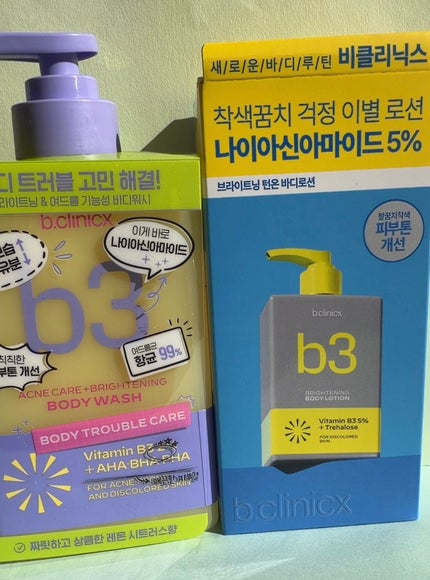 디 트러블 고민 해결!
라이트닝 & 여드름 기능성 바디워시
b.clinicx
이게 바로
나이아신아마이드
b3
유분
칙칙한
부톤 개선
여드름균
항균 99%
ACNE CARE+BRIGHTENING
BODY WASH
BODY TROUBLE CARE
Vitamin B3
+ AHA BHA PHA
FOR ACNE
AND DISCOLORED SKIN
짜릿하고 상큼한 레몬 시트러스향
새/로/운/바/디/루/틴 비클리닉스
착색꿈치 걱정 이별 로션
나이아신아마이드 5%
브라이트닝 턴온 바디로션
팔꿈치착색
피부톤
개선
b.clinicx
b3
BRIGHTENING
BODY LOTION
Vitamin B3 5%
+ Trehalose
FOR DISCOLORED
SKIN
b.clinicx